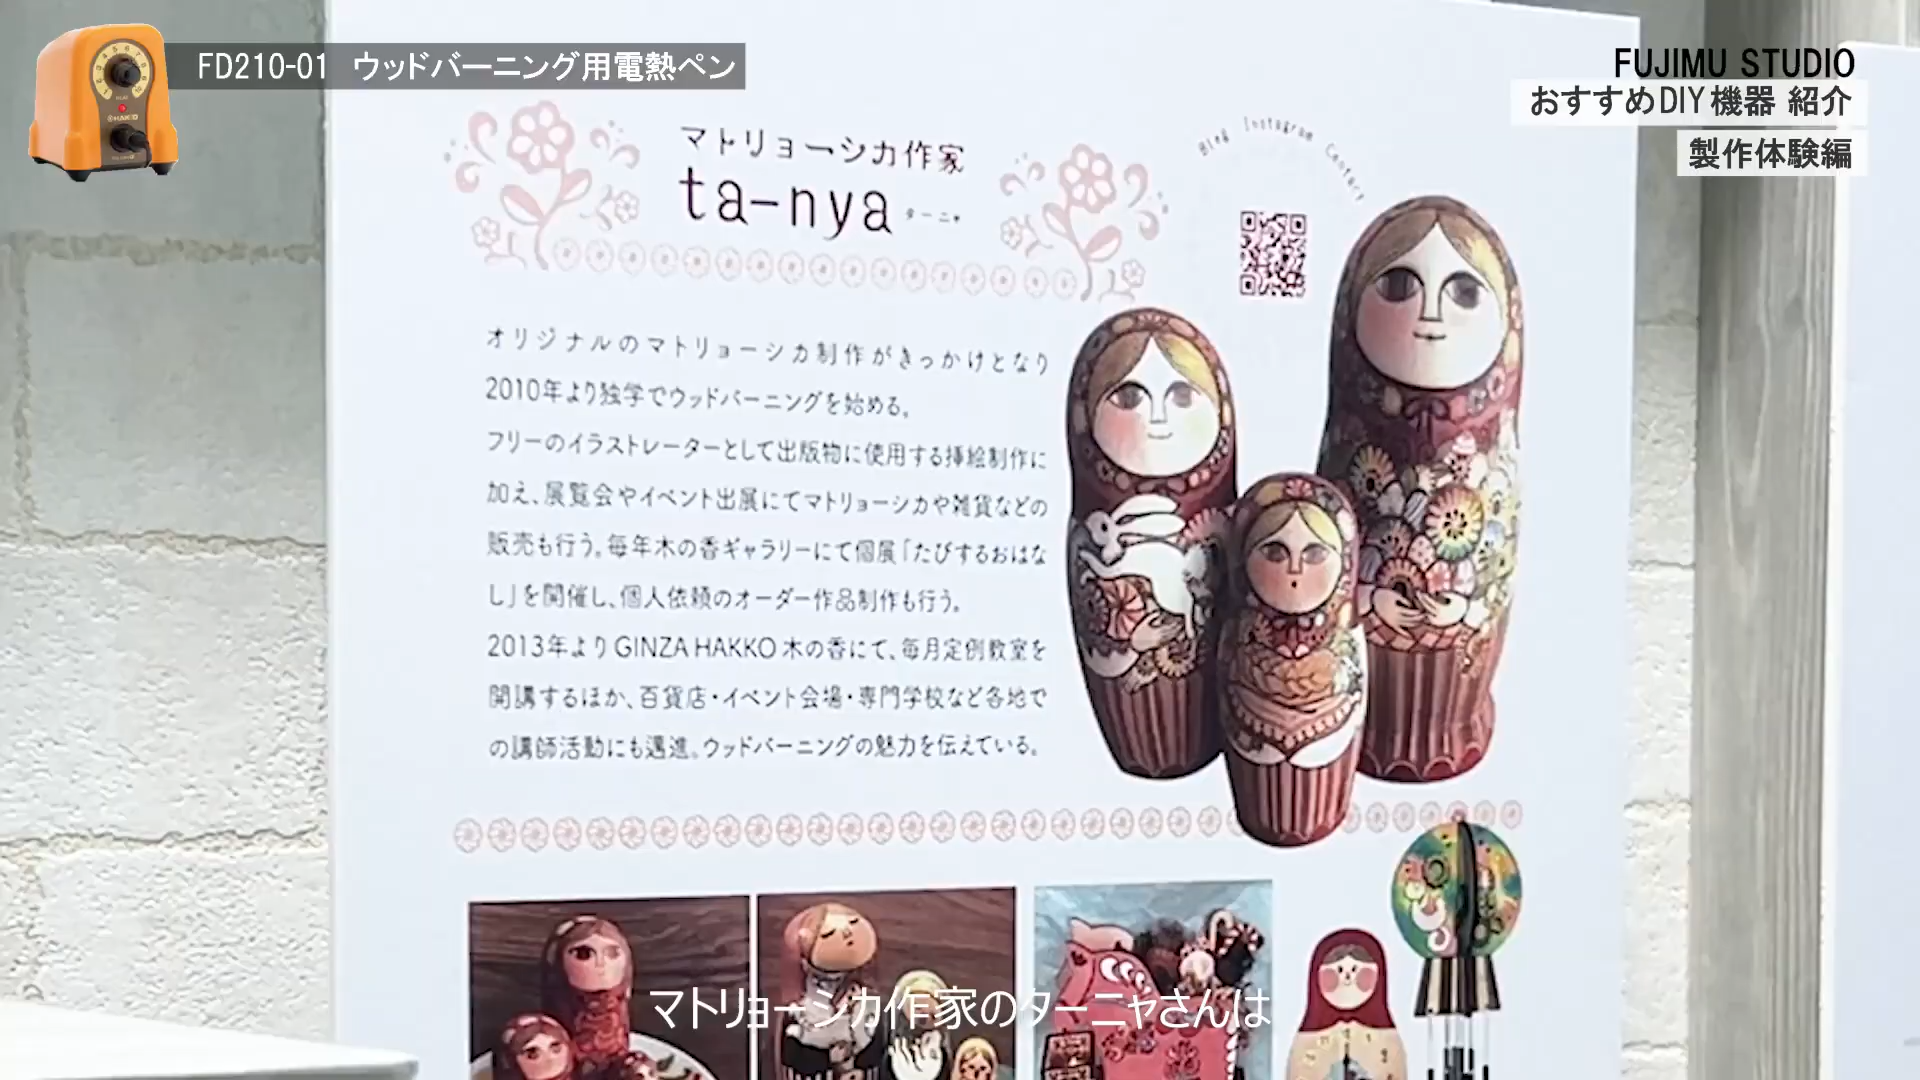 FD210-01 ウッドバーニング用電熱ペン
FUJIMU STUDIO
おすすめDIY機器 紹介
製作体験編
HAKKO
マトリョーシカ作家
ta-nya ターニャ
Blog Instagram Contact
オリジナルのマトリョーシカ制作がきっかけとなり
2010年より独学でウッドバーニングを始める。
フリーのイラストレーターとして出版物に使用する挿絵制作に
加え、展覧会やイベント出展にてマトリョーシカや雑貨などの
販売も行う。毎年木の香ギャラリーにて個展「たびするおはな
し」を開催し、個人依頼のオーダー作品制作も行う。
2013年よりGINZA HAKKO 木の香にて、毎月定例教室を
開講するほか、百貨店・イベント会場・専門学校など各地で
の講師活動にも邁進。ウッドバーニングの魅力を伝えている。
マトリョーシカ作家のターニャさんは